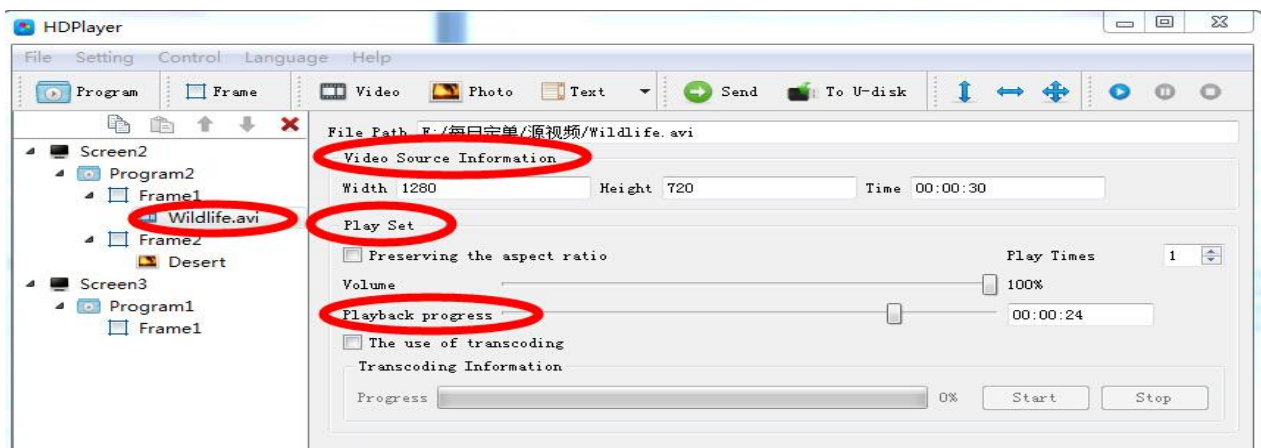 HDPlayer
File Setting Control Language Help
Program Frame Video Photo Text Send To U-disk
Screen2
Program2
Frame1
Wildlife.avi
Frame2
Desert
Screen3
Program1
Frame1
File Path F:/每日定单/源视频/Wildlife.avi
Video Source Information
Width 1280 Height 720 Time 00:00:30
Play Set
Preserving the aspect ratio Play Times 1
Volume 100%
Playback progress 00:00:24
The use of transcoding
Transcoding Information
Progress 0% Start Stop